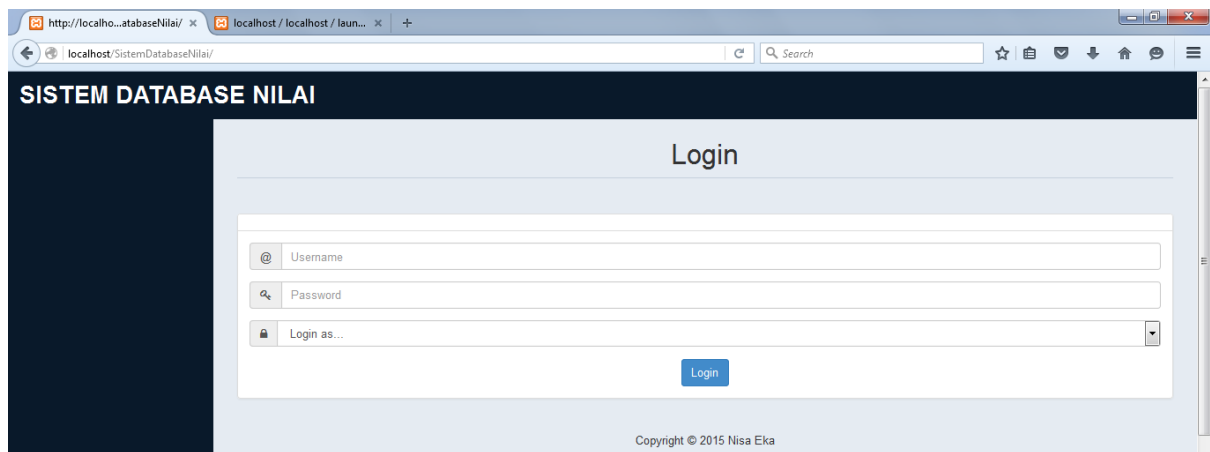 http://localho...atabaseNilai/
localhost / localhost / laun...
localhost/SistemDatabaseNilai/
Search
SISTEM DATABASE NILAI
Login
@ Username
Password
Login as...
Login
Copyright © 2015 Nisa Eka